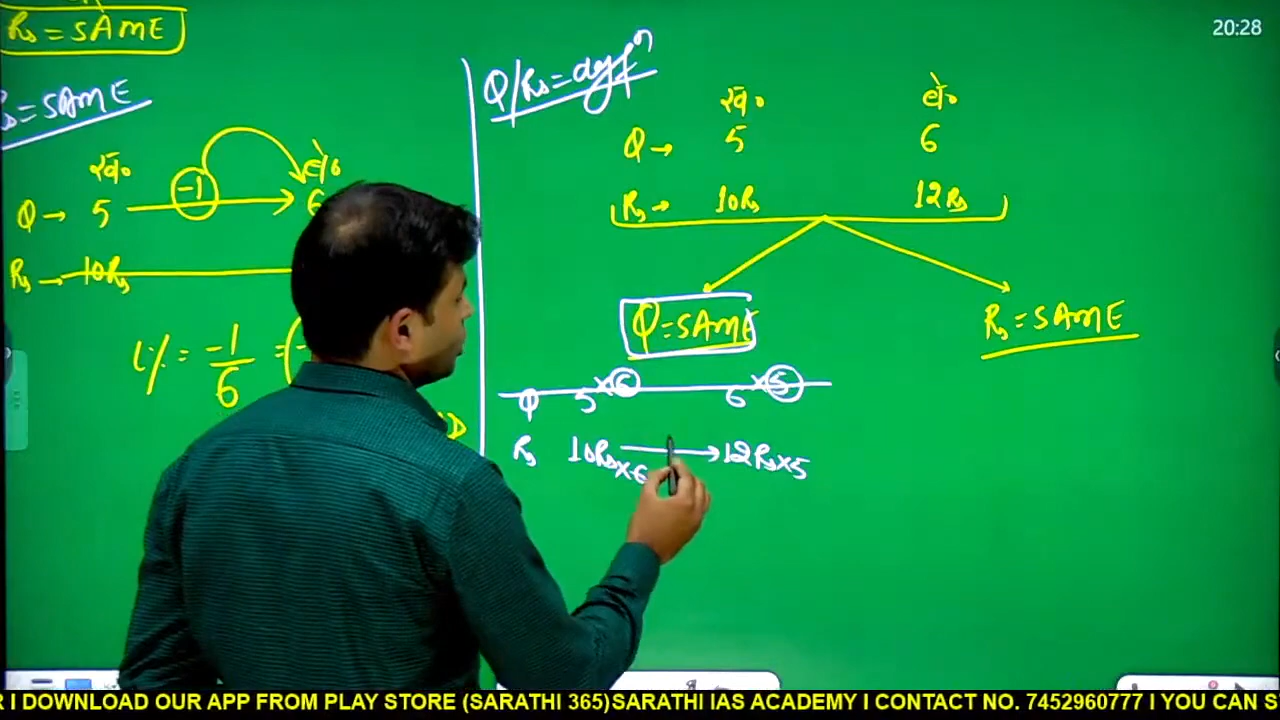 Rs = SAME
20:28
Rs = SAME
Q →
5
-1
6
Rs →
10Rs
1% = -1/6 =
Q/Rs = diffⁿ
Q →
5
6
Rs →
10Rs
12Rs
Q = SAME
Rs = SAME
Q 5×6 6×5
Rs 10Rs×6 → 12Rs×5
R I DOWNLOAD OUR APP FROM PLAY STORE (SARATHI 365)SARATHI IAS ACADEMY I CONTACT NO. 7452960777 I YOU CAN S